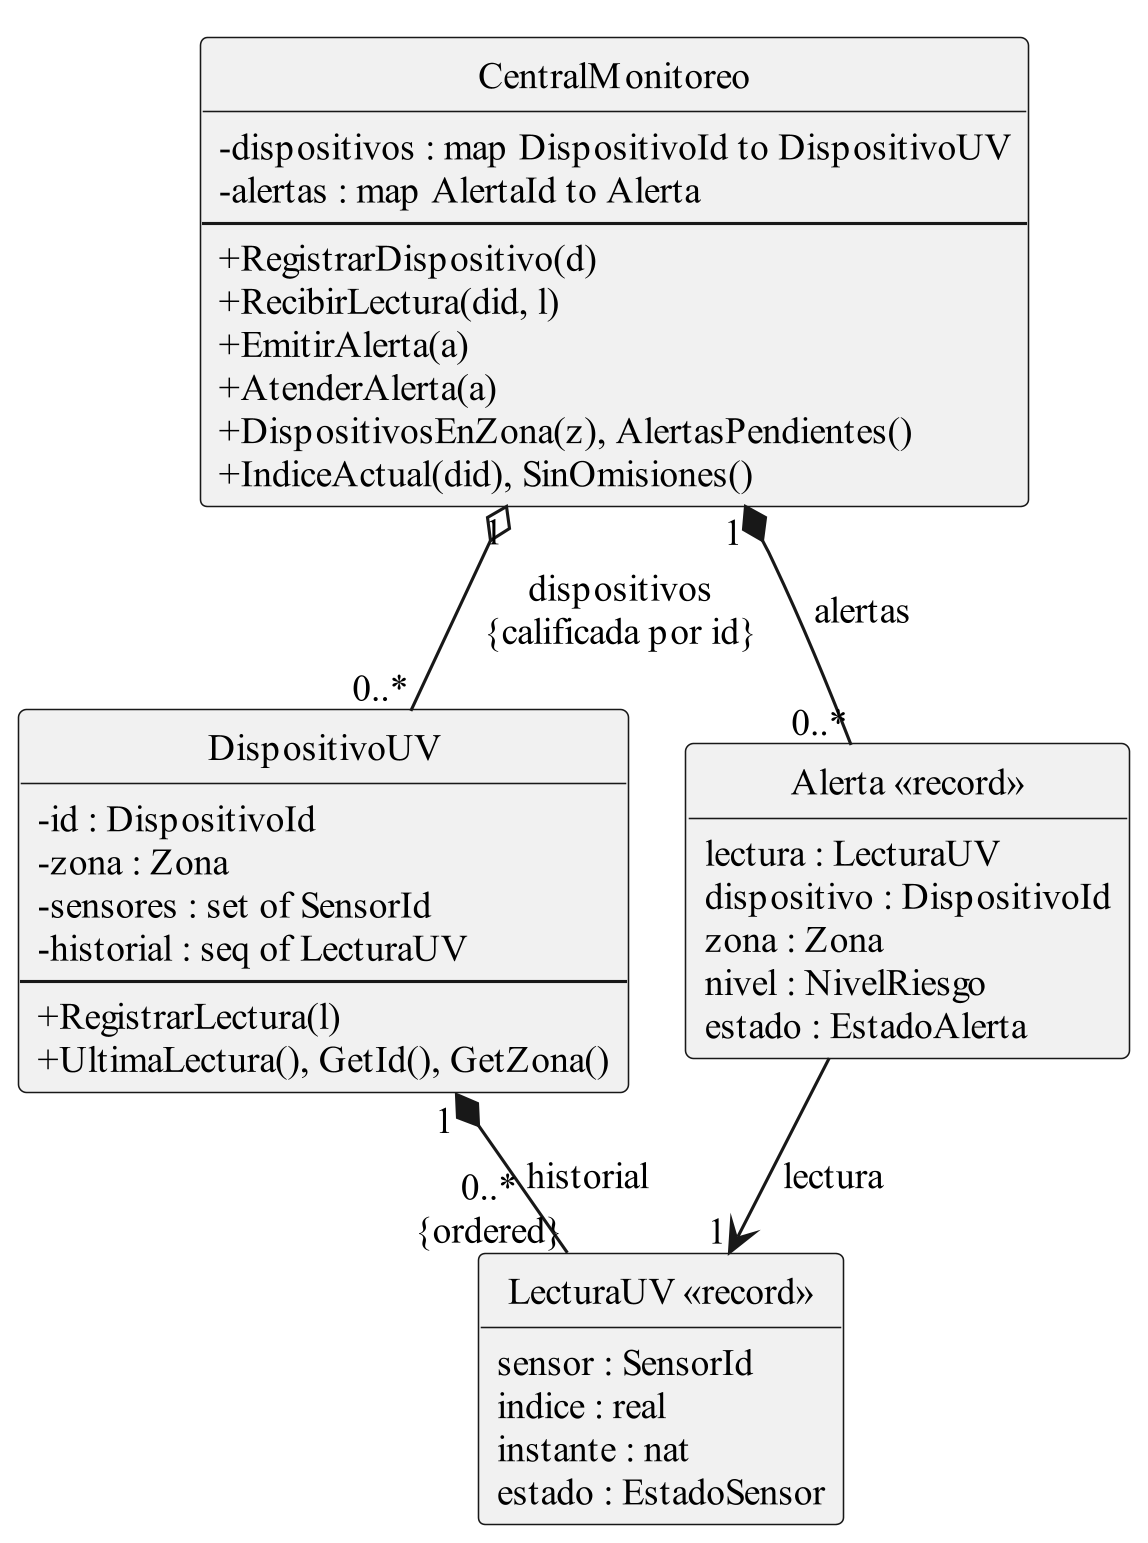 CentralMonitoreo
-dispositivos : map DispositivoId to DispositivoUV
-alertas : map AlertaId to Alerta
+RegistrarDispositivo(d)
+RecibirLectura(did, l)
+EmitirAlerta(a)
+AtenderAlerta(a)
+DispositivosEnZona(z), AlertasPendientes()
+IndiceActual(did), SinOmisiones()
1
1
dispositivos
{calificada por id}
alertas
0..*
0..*
DispositivoUV
-id : DispositivoId
-zona : Zona
-sensores : set of SensorId
-historial : seq of LecturaUV
+RegistrarLectura(l)
+UltimaLectura(), GetId(), GetZona()
Alerta «record»
lectura : LecturaUV
dispositivo : DispositivoId
zona : Zona
nivel : NivelRiesgo
estado : EstadoAlerta
1
historial
0..*
{ordered}
lectura
1
LecturaUV «record»
sensor : SensorId
indice : real
instante : nat
estado : EstadoSensor